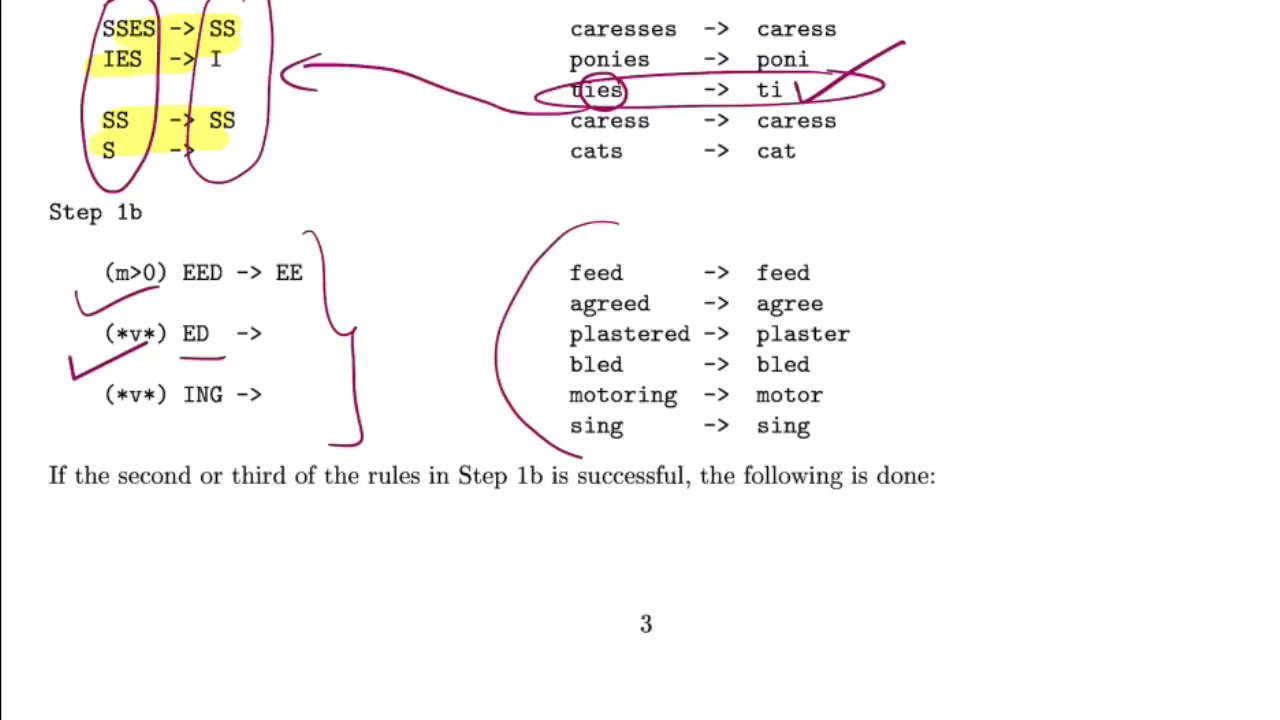 SSES -> SS caresses -> caress
IES -> I ponies -> poni
ties -> ti
SS -> SS caress -> caress
S -> cats -> cat
Step 1b
(m>0) EED -> EE feed -> feed
agreed -> agree
(*v*) ED -> plastered -> plaster
bled -> bled
(*v*) ING -> motoring -> motor
sing -> sing
If the second or third of the rules in Step 1b is successful, the following is done:
3